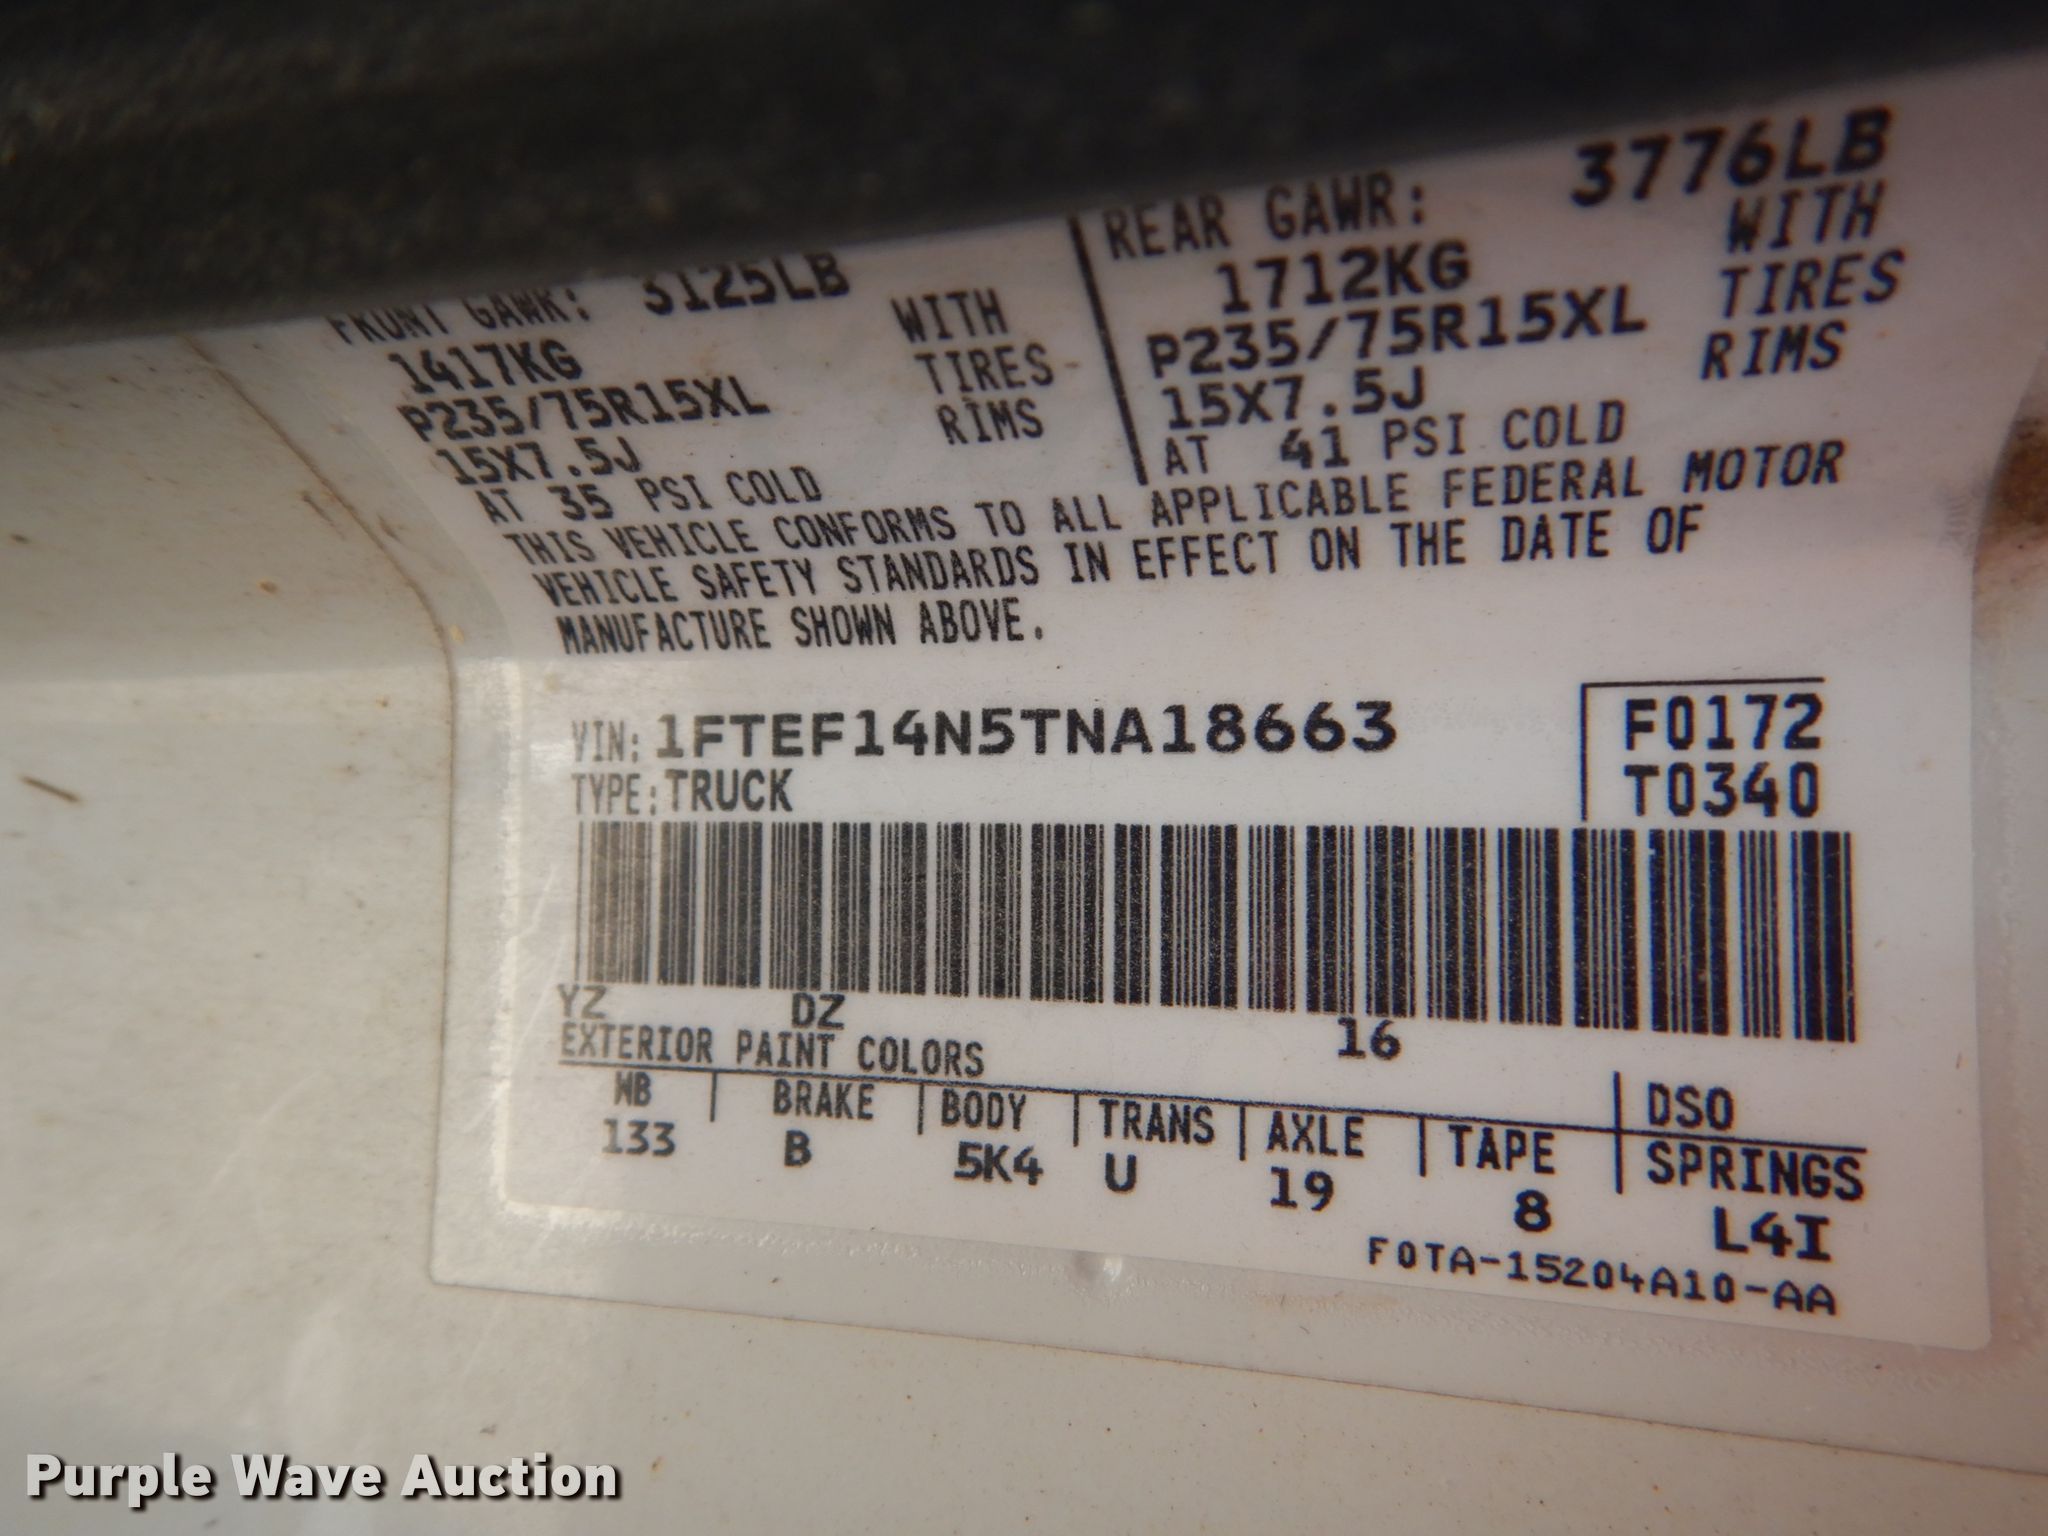 FRONT GAWR: 3125LB
1417KG WITH
P235/75R15XL TIRES
15X7.5J RIMS
AT 35 PSI COLD
REAR GAWR: 3776LB
1712KG WITH
P235/75R15XL TIRES
15X7.5J RIMS
AT 41 PSI COLD
THIS VEHICLE CONFORMS TO ALL APPLICABLE FEDERAL MOTOR
VEHICLE SAFETY STANDARDS IN EFFECT ON THE DATE OF
MANUFACTURE SHOWN ABOVE.
VIN: 1FTEF14N5TNA18663 F0172
TYPE: TRUCK T0340
YZ DZ 16
EXTERIOR PAINT COLORS DSO
WB BRAKE BODY TRANS AXLE TAPE SPRINGS
133 B 5K4 U 19 8 L4I
F0TA-15204A10-AA
Purple Wave Auction